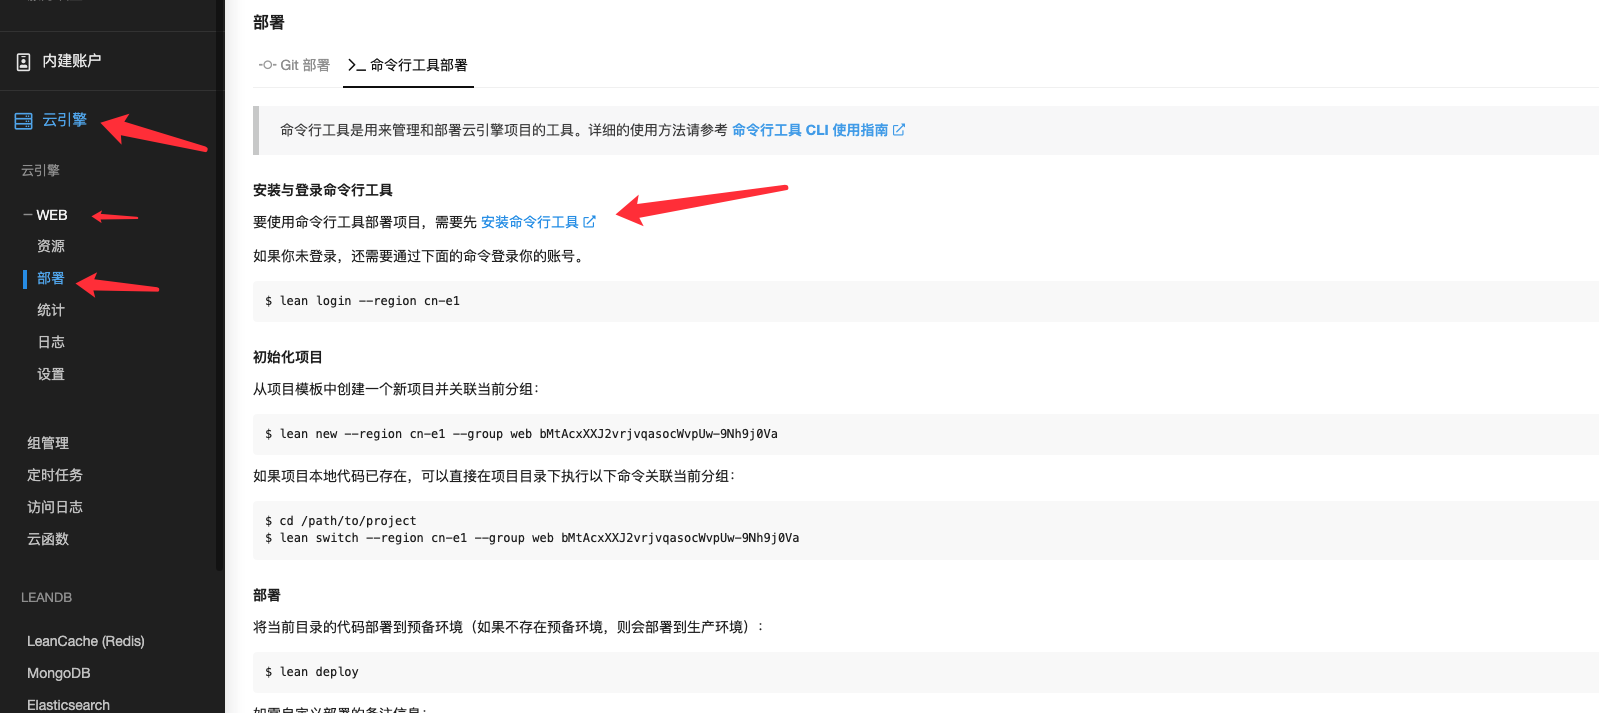 内建账户
云引擎
云引擎
WEB
资源
部署
统计
日志
设置
组管理
定时任务
访问日志
云函数
LEANDB
LeanCache (Redis)
MongoDB
Elasticsearch
部署
Git 部署
命令行工具部署
命令行工具是用来管理和部署云引擎项目的工具。详细的使用方法请参考 命令行工具 CLI 使用指南
安装与登录命令行工具
要使用命令行工具部署项目，需要先 安装命令行工具
如果你未登录，还需要通过下面的命令登录你的账号。
$ lean login --region cn-e1
初始化项目
从项目模板中创建一个新项目并关联当前分组：
$ lean new --region cn-e1 --group web bMtAcxXXJ2vrjvqasocWvpUw-9Nh9j0Va
如果项目本地代码已存在，可以直接在项目目录下执行以下命令关联当前分组：
$ cd /path/to/project
$ lean switch --region cn-e1 --group web bMtAcxXXJ2vrjvqasocWvpUw-9Nh9j0Va
部署
将当前目录的代码部署到预备环境（如果不存在预备环境，则会部署到生产环境）：
$ lean deploy
如需自定义部署的备注信息：